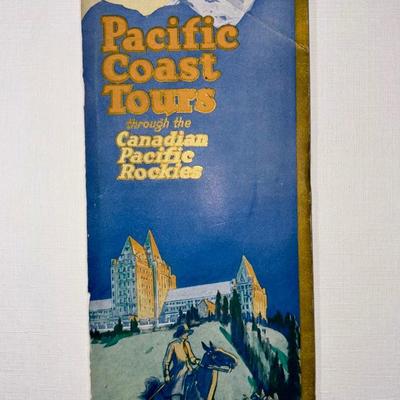 Pacific
Coast
Tours
through the
Canadian
Pacific
Rockies